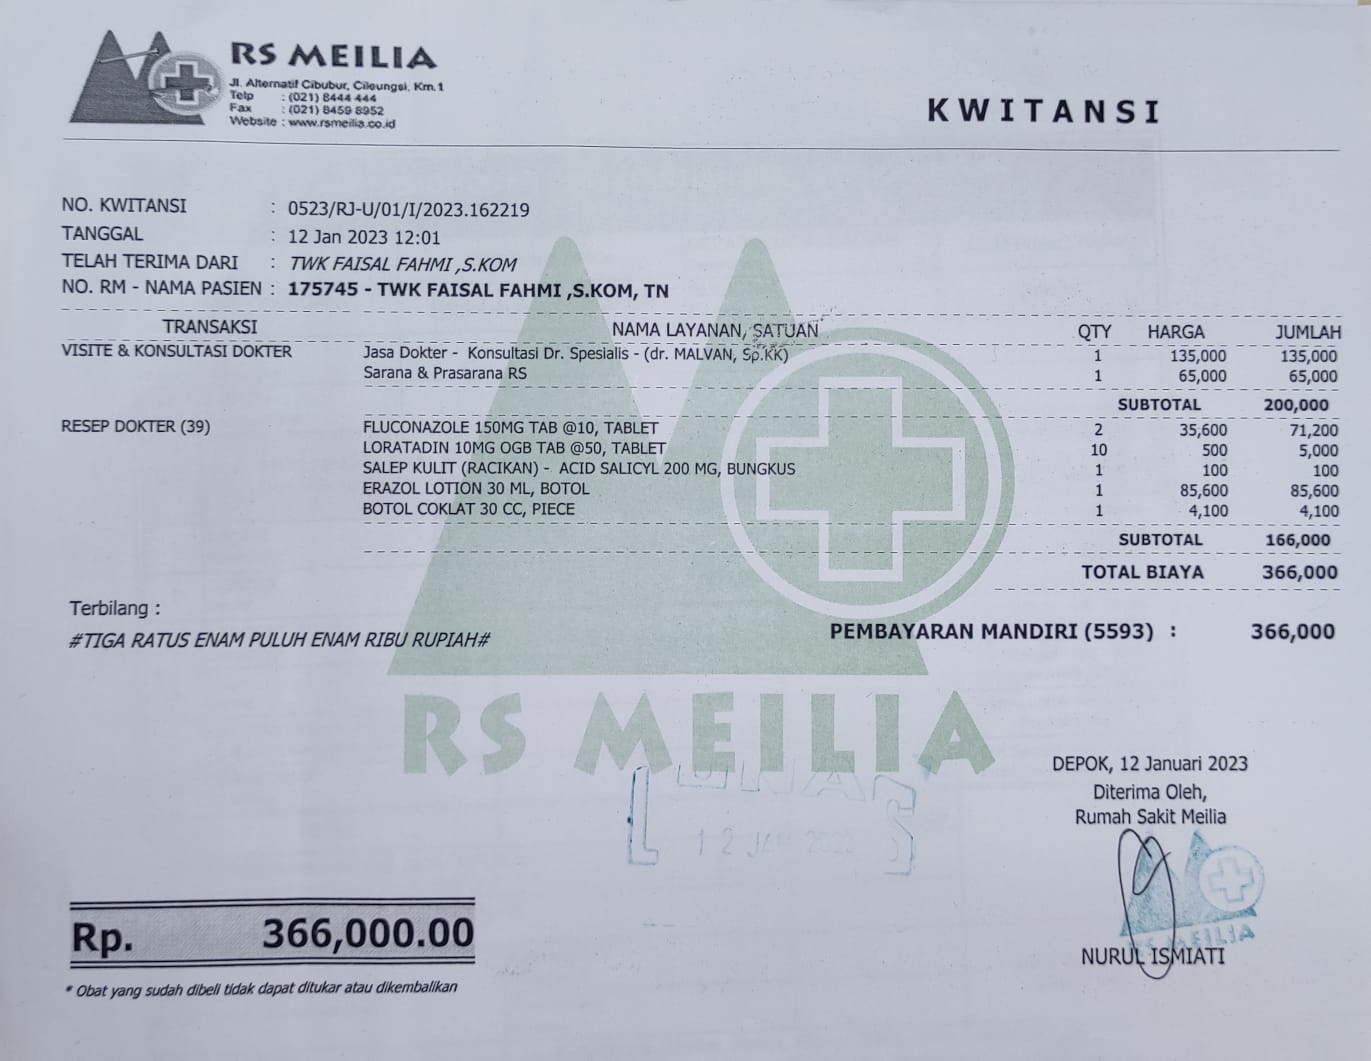 RS MEILIA
Jl. Alternatif Cibubur, Cileungsi, Km.1
Telp : (021) 8444 444
Fax : (021) 8459 8952
Website : www.rsmeilia.co.id
KWITANSI
NO. KWITANSI : 0523/RJ-U/01/I/2023.162219
TANGGAL : 12 Jan 2023 12:01
TELAH TERIMA DARI : TWK FAISAL FAHMI ,S.KOM
NO. RM - NAMA PASIEN : 175745 - TWK FAISAL FAHMI ,S.KOM, TN
TRANSAKSI NAMA LAYANAN, SATUAN QTY HARGA JUMLAH
VISITE & KONSULTASI DOKTER Jasa Dokter - Konsultasi Dr. Spesialis - (dr. MALVAN, Sp.KK) 1 135,000 135,000
Sarana & Prasarana RS 1 65,000 65,000
SUBTOTAL 200,000
RESEP DOKTER (39) FLUCONAZOLE 150MG TAB @10, TABLET 2 35,600 71,200
LORATADIN 10MG OGB TAB @50, TABLET 10 500 5,000
SALEP KULIT (RACIKAN) - ACID SALICYL 200 MG, BUNGKUS 1 100 100
ERAZOL LOTION 30 ML, BOTOL 1 85,600 85,600
BOTOL COKLAT 30 CC, PIECE 1 4,100 4,100
SUBTOTAL 166,000
TOTAL BIAYA 366,000
Terbilang :
#TIGA RATUS ENAM PULUH ENAM RIBU RUPIAH#
PEMBAYARAN MANDIRI (5593) : 366,000
RS MEILIA
LUNAS
12 JAN
DEPOK, 12 Januari 2023
Diterima Oleh,
Rumah Sakit Meilia
RS MEILIA
NURUL ISMIATI
Rp. 366,000.00
* Obat yang sudah dibeli tidak dapat ditukar atau dikembalikan